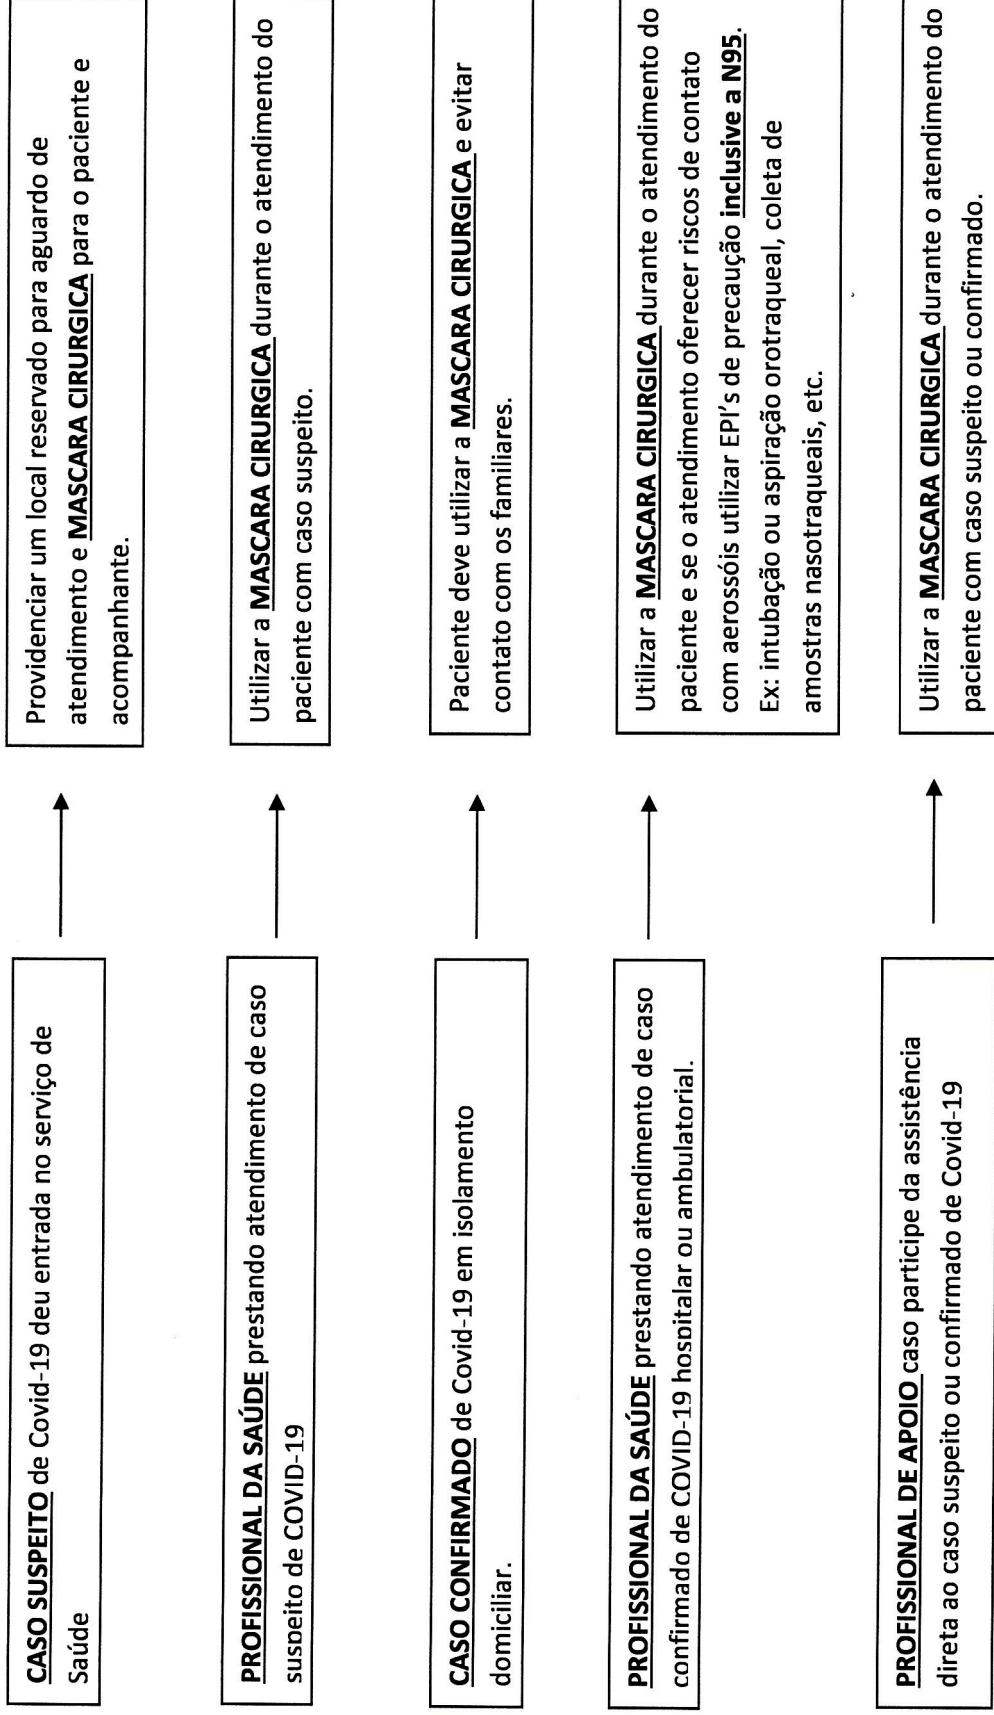 CASO SUSPEITO de Covid-19 deu entrada no serviço de
Saúde
Providenciar um local reservado para aguardo de
atendimento e MASCARA CIRURGICA para o paciente e
acompanhante.
PROFISSIONAL DA SAÚDE prestando atendimento de caso
suspeito de COVID-19
Utilizar a MASCARA CIRURGICA durante o atendimento do
paciente com caso suspeito.
CASO CONFIRMADO de Covid-19 em isolamento
domiciliar.
Paciente deve utilizar a MASCARA CIRURGICA e evitar
contato com os familiares.
PROFISSIONAL DA SAÚDE prestando atendimento de caso
confirmado de COVID-19 hospitalar ou ambulatorial.
Utilizar a MASCARA CIRURGICA durante o atendimento do
paciente e se o atendimento oferecer riscos de contato
com aerossóis utilizar EPI's de precaução inclusive a N95.
Ex: intubação ou aspiração orotraqueal, coleta de
amostras nasotraqueais, etc.
PROFISSIONAL DE APOIO caso participe da assistência
direta ao caso suspeito ou confirmado de Covid-19
Utilizar a MASCARA CIRURGICA durante o atendimento do
paciente com caso suspeito ou confirmado.